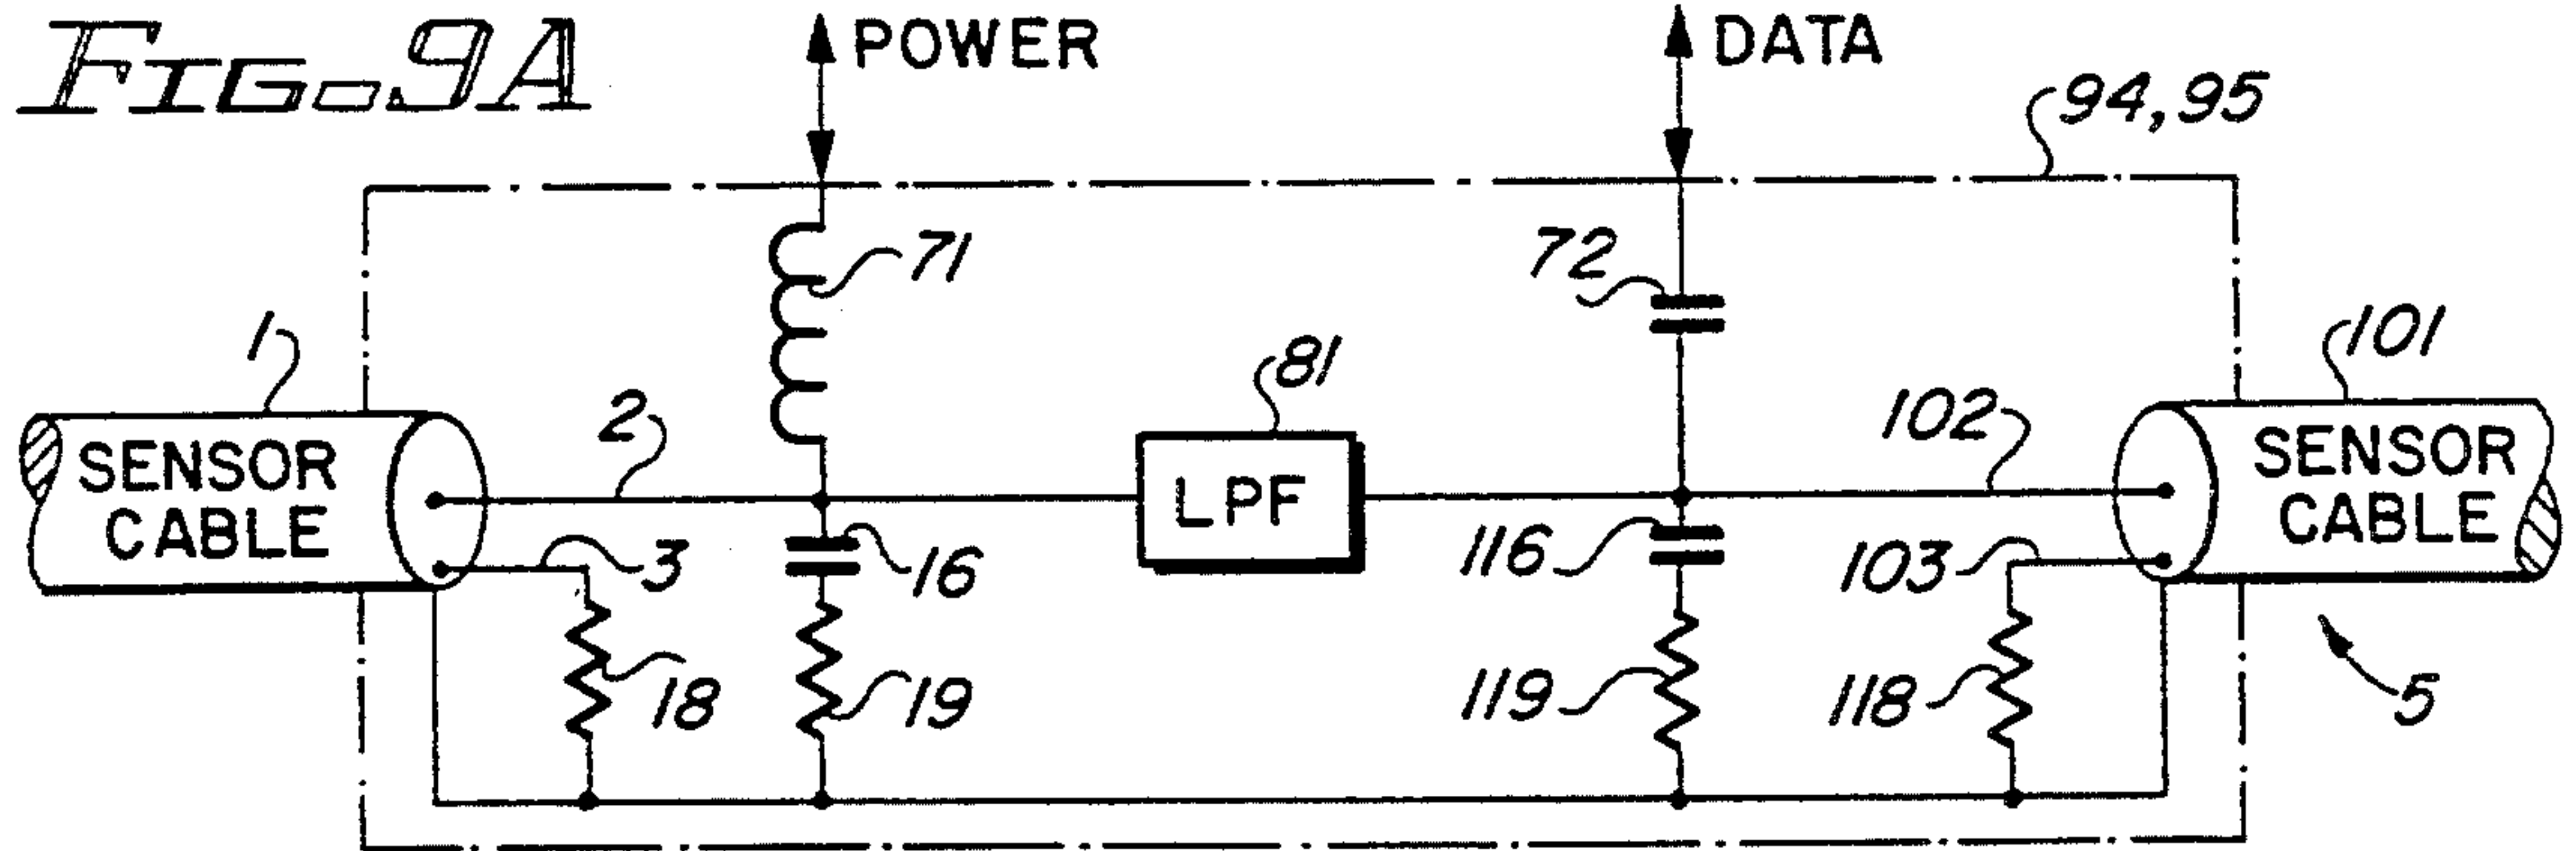 FIG. 9A
POWER
DATA
94, 95
71
72
1
2
81
101
102
SENSOR
CABLE
LPF
SENSOR
CABLE
3
16
116
103
18
19
119
118
5